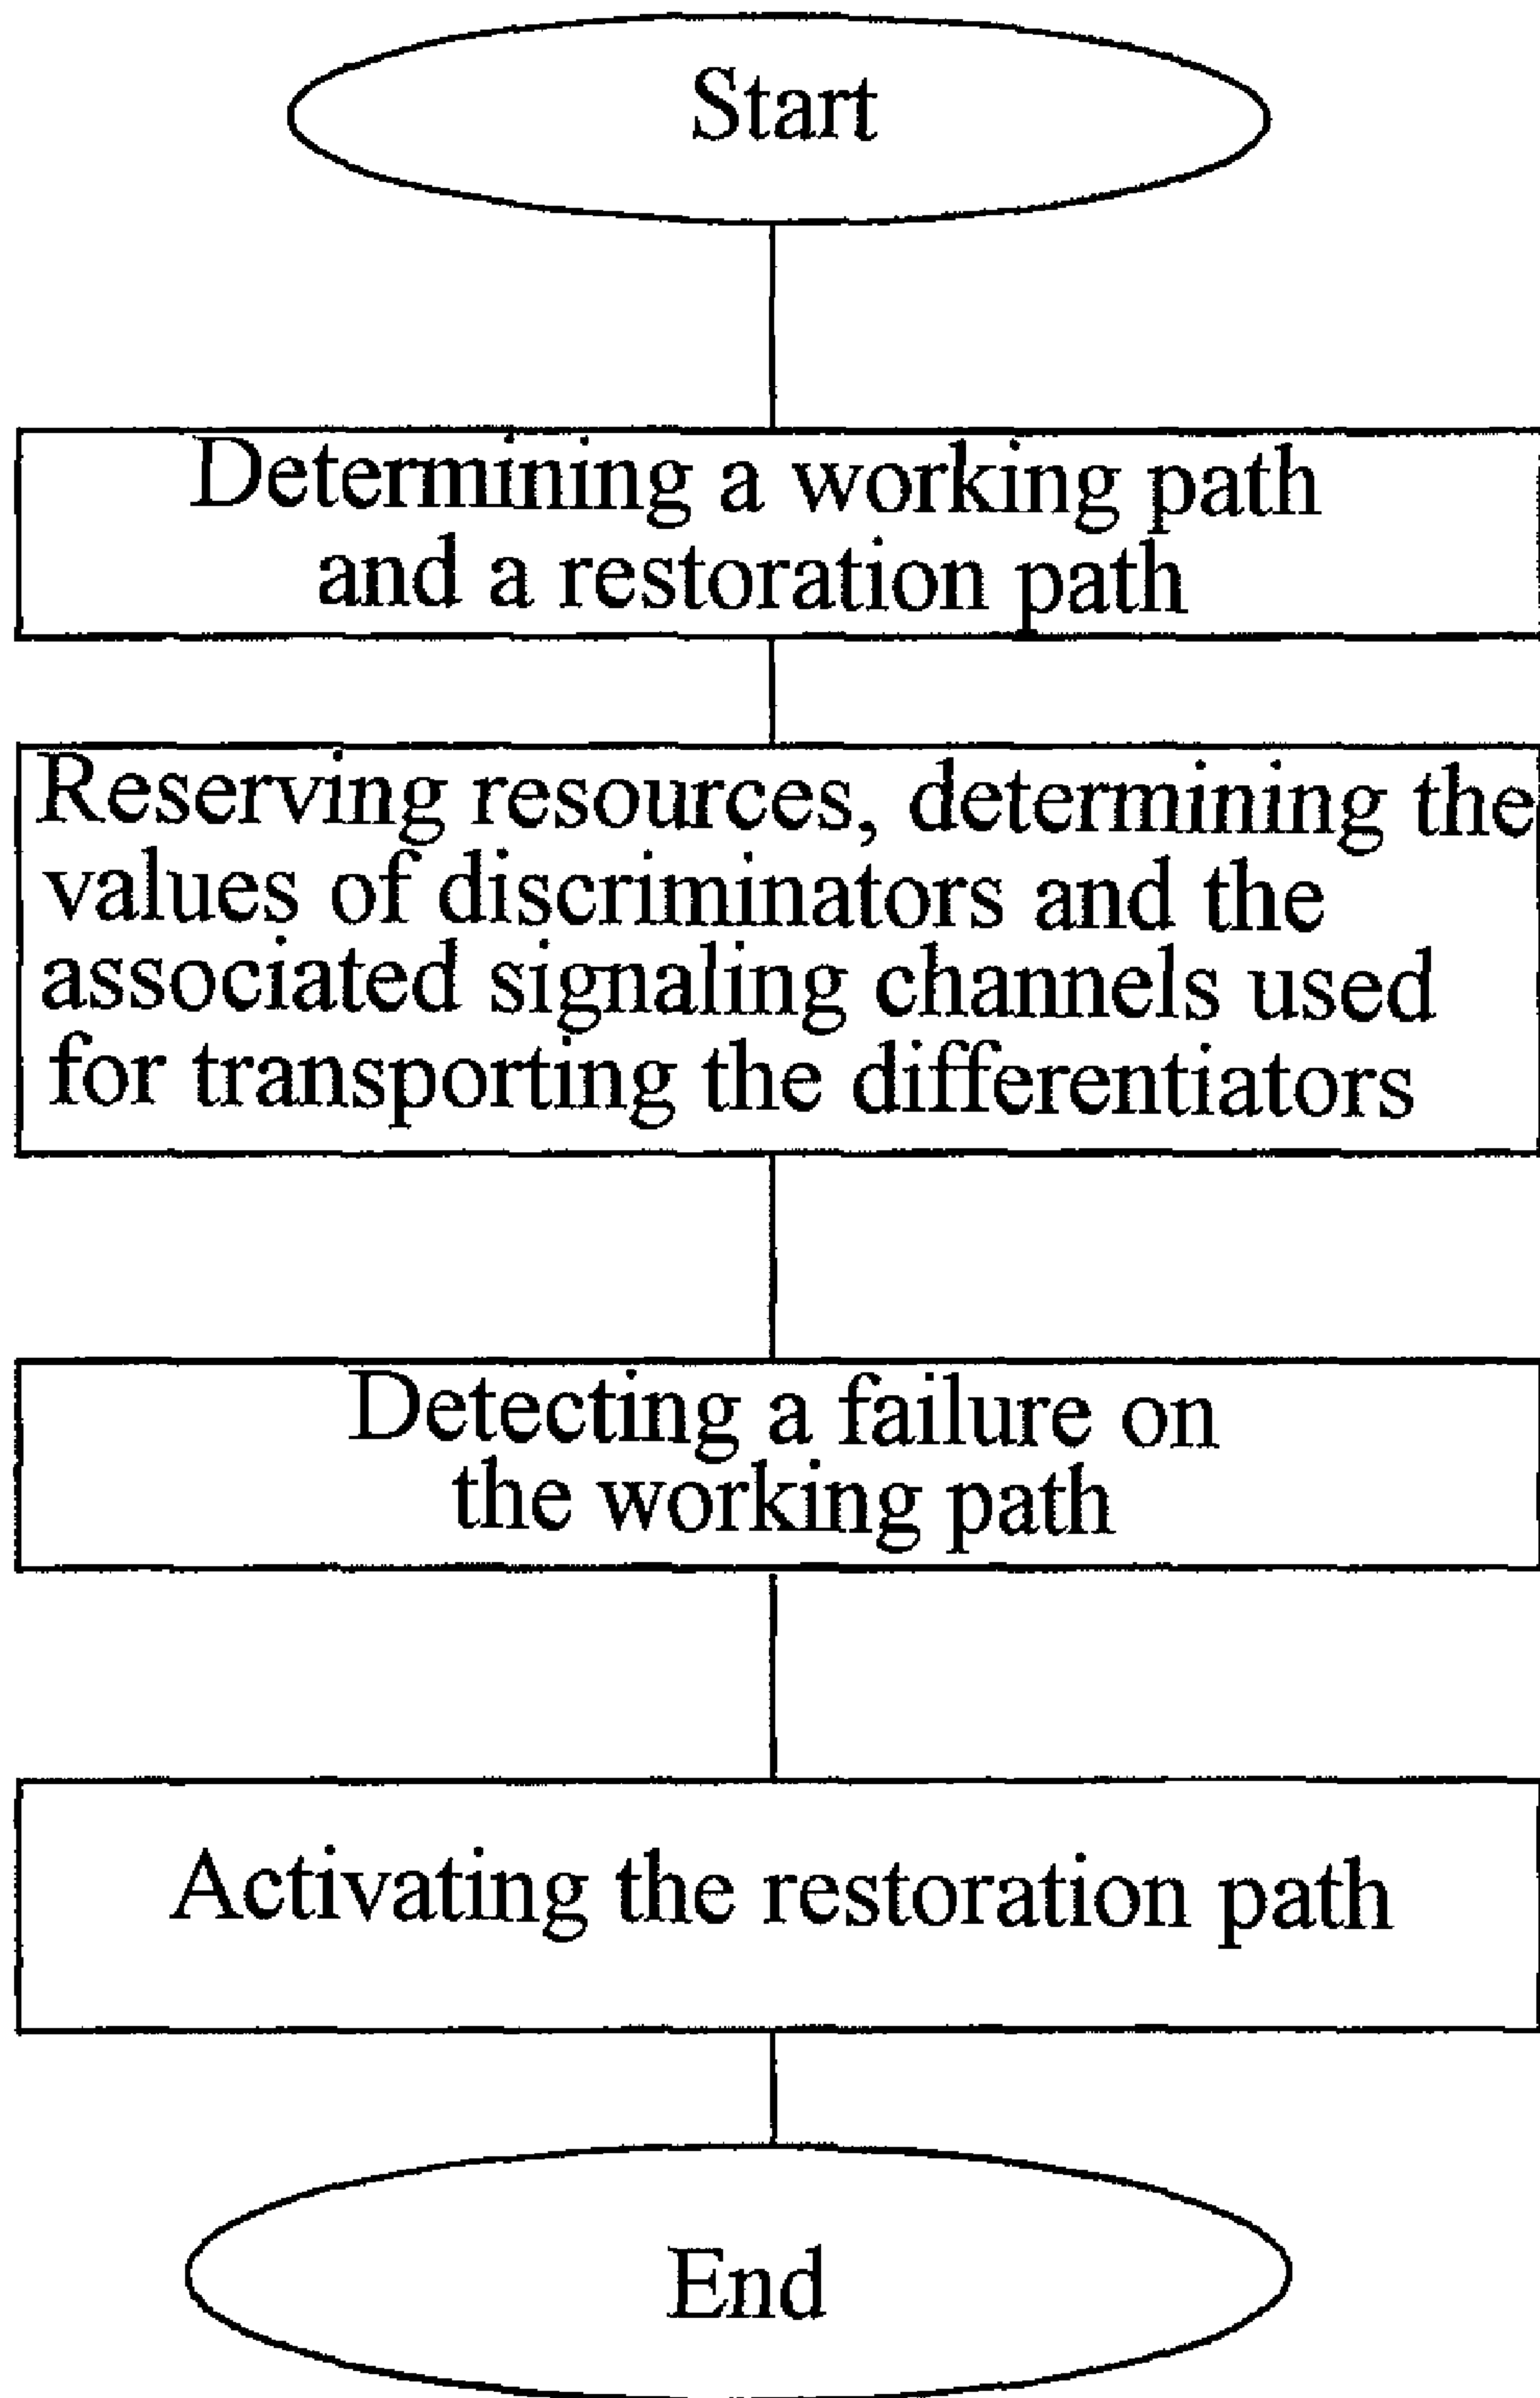 Start
Determining a working path
and a restoration path
Reserving resources, determining the
values of discriminators and the
associated signaling channels used
for transporting the differentiators
Detecting a failure on
the working path
Activating the restoration path
End